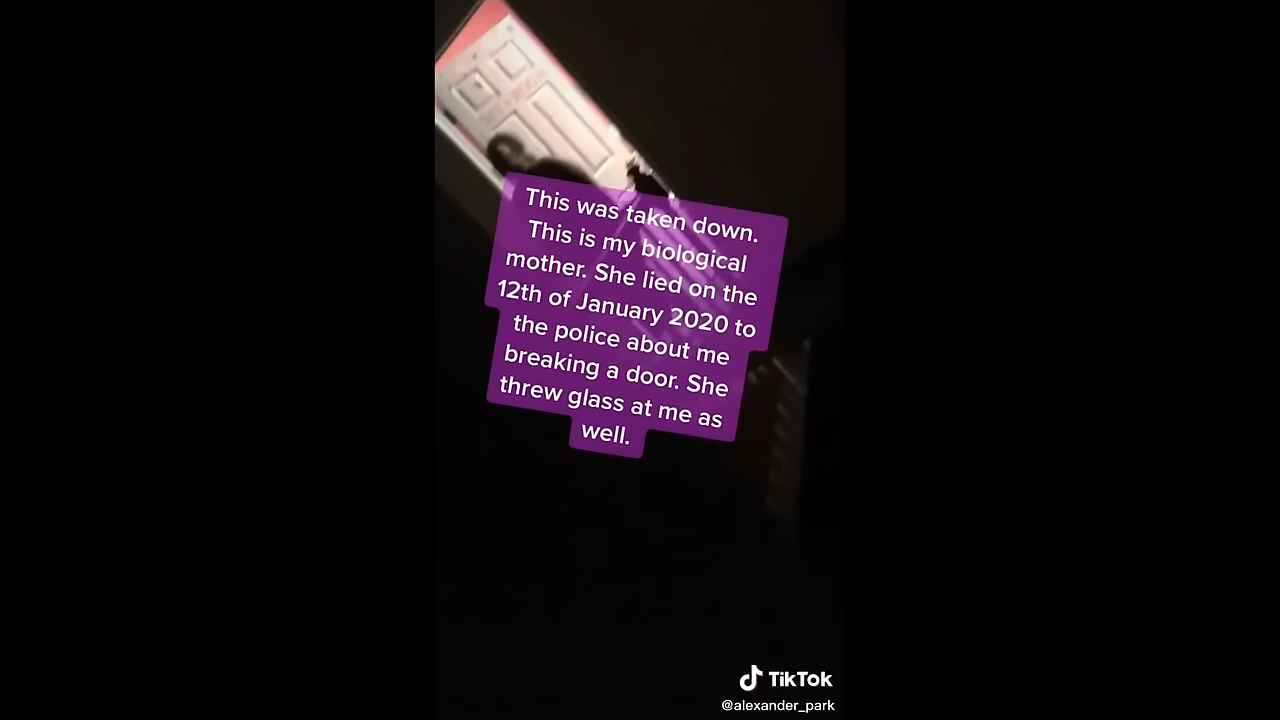 This was taken down.
This is my biological
mother. She lied on the
12th of January 2020 to
the police about me
breaking a door. She
threw glass at me as
well.
TikTok
@alexander_park